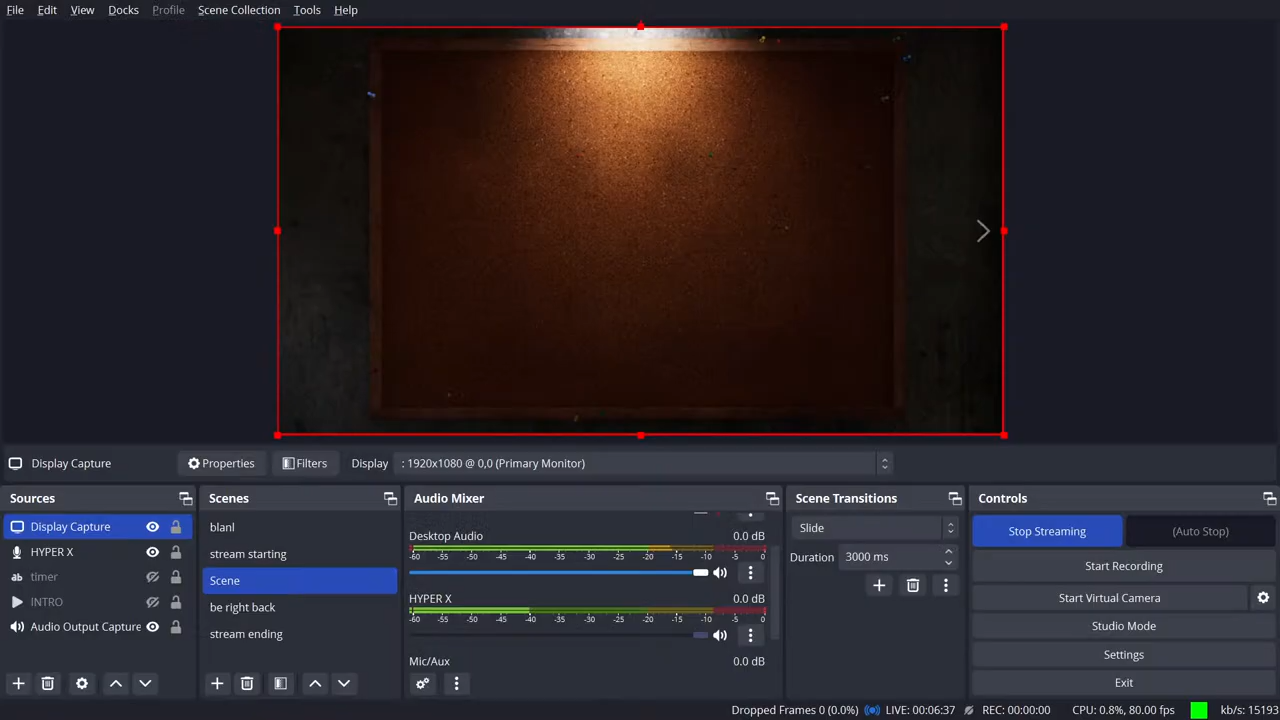 File Edit View Docks Profile Scene Collection Tools Help
Display Capture Properties Filters Display : 1920x1080 @ 0,0 (Primary Monitor)
Sources
Display Capture
HYPER X
ab timer
INTRO
Audio Output Capture
Scenes
blanl
stream starting
Scene
be right back
stream ending
Audio Mixer
Desktop Audio 0.0 dB
-60 -55 -50 -45 -40 -35 -30 -25 -20 -15 -10 -5 0
HYPER X 0.0 dB
-60 -55 -50 -45 -40 -35 -30 -25 -20 -15 -10 -5 0
Mic/Aux 0.0 dB
Scene Transitions
Slide
Duration 3000 ms
Controls
Stop Streaming (Auto Stop)
Start Recording
Start Virtual Camera
Studio Mode
Settings
Exit
Dropped Frames 0 (0.0%) LIVE: 00:06:37 REC: 00:00:00 CPU: 0.8%, 80.00 fps kb/s: 15193